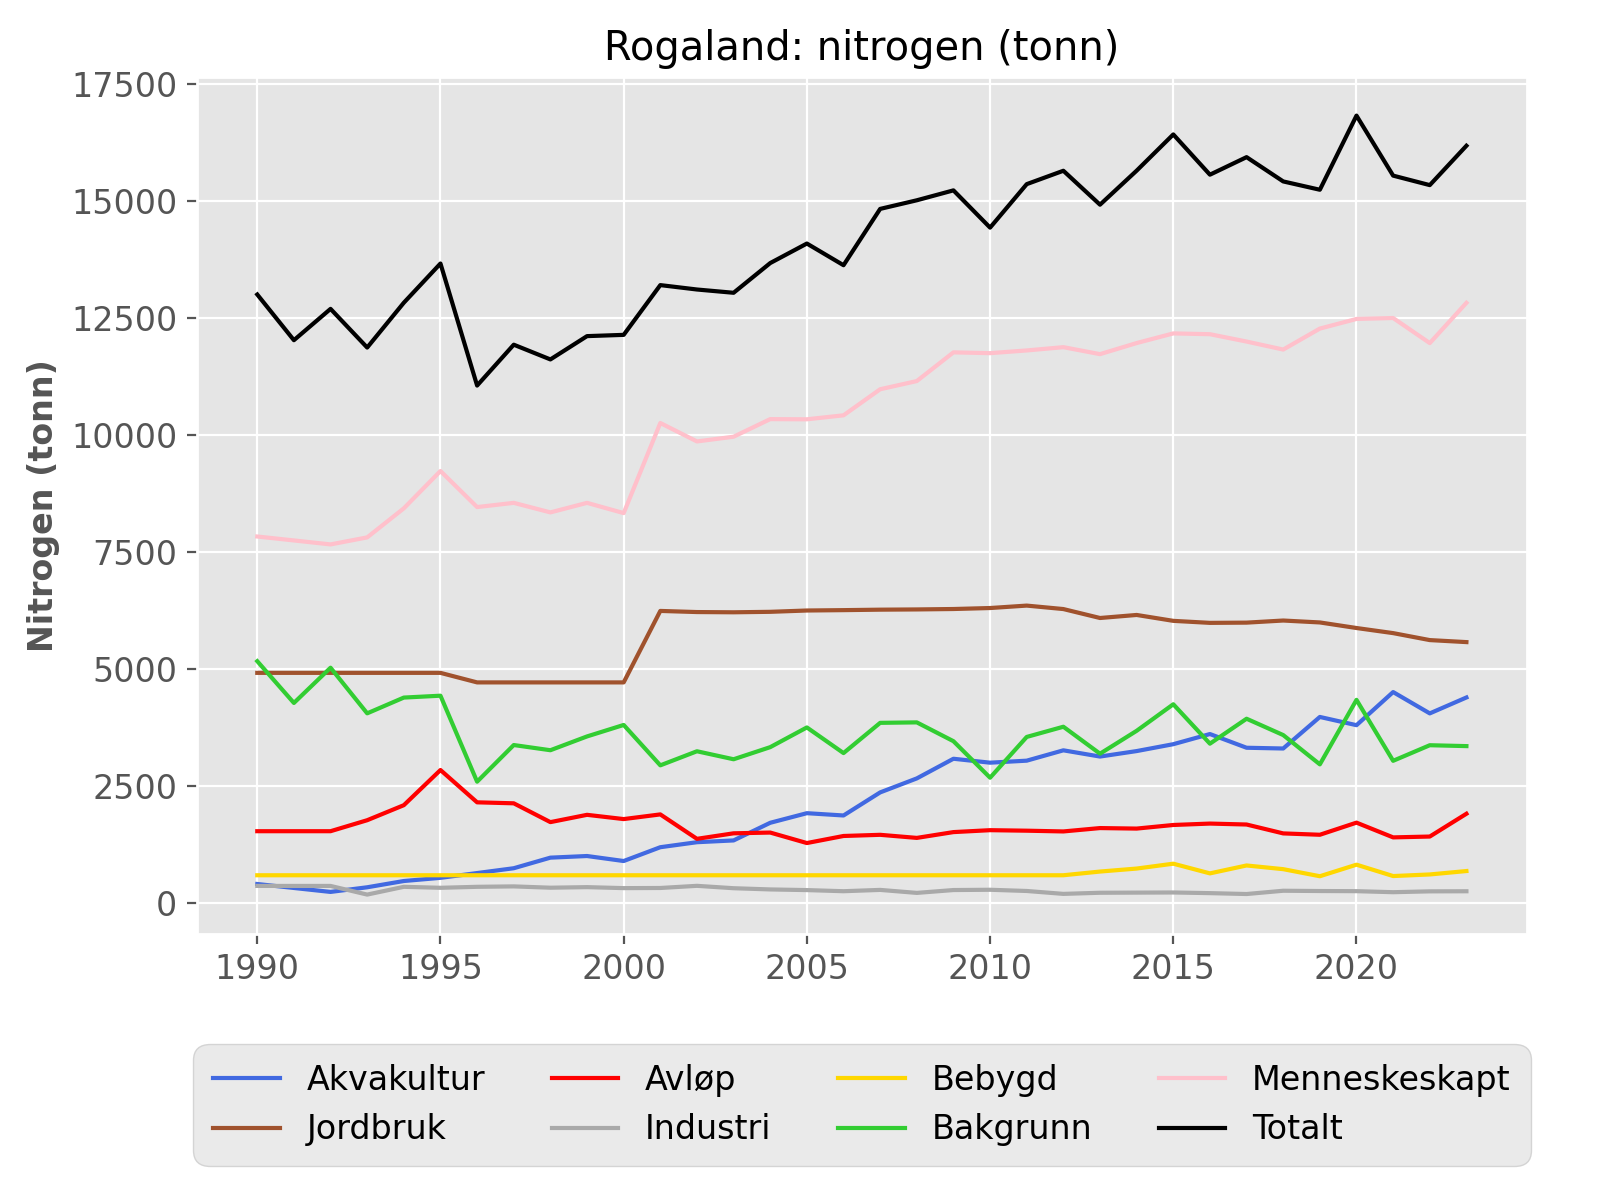 Rogaland: nitrogen (tonn)
17500
15000
12500
10000
7500
5000
2500
0
Nitrogen (tonn)
1990 1995 2000 2005 2010 2015 2020
Akvakultur Avløp Bebygd Menneskeskapt
Jordbruk Industri Bakgrunn Totalt